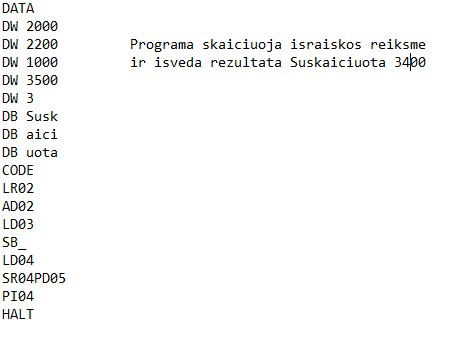 DATA
DW 2000
DW 2200 Programa skaiciuoja israiskos reiksme
DW 1000 ir isveda rezultata Suskaiciuota 3400
DW 3500
DW 3
DB Susk
DB aici
DB uota
CODE
LR02
AD02
LD03
SB_
LD04
SR04PD05
PI04
HALT